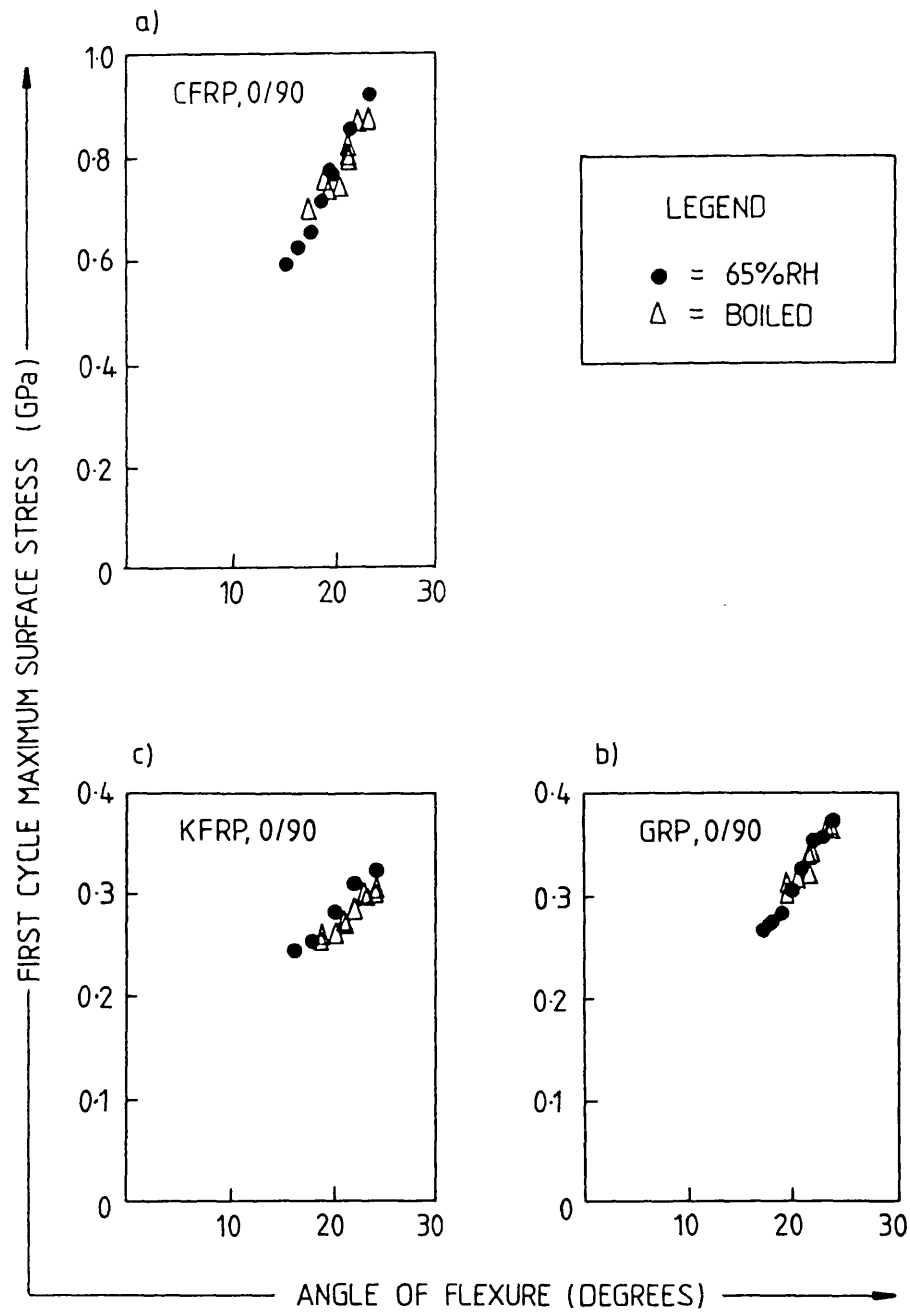 a)
1·0
0·8
0·6
0·4
0·2
0
CFRP, 0/90
10 20 30
LEGEND
● = 65%RH
△ = BOILED
FIRST CYCLE MAXIMUM SURFACE STRESS (GPa)
c)
0·4
0·3
0·2
0·1
0
KFRP, 0/90
10 20 30
b)
0·4
0·3
0·2
0·1
0
GRP, 0/90
10 20 30
ANGLE OF FLEXURE (DEGREES)